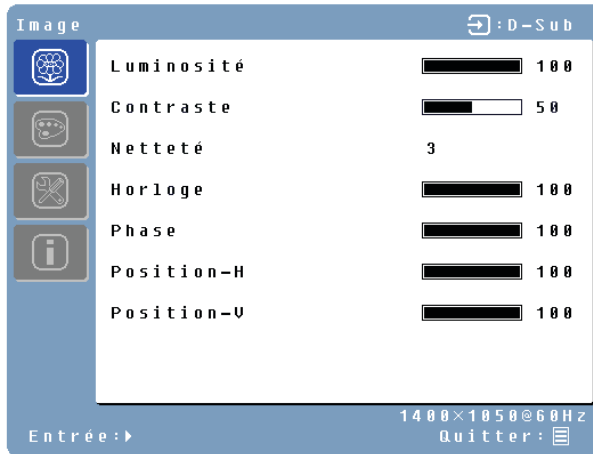 Image :D-Sub
Luminosité 100
Contraste 50
Netteté 3
Horloge 100
Phase 100
Position-H 100
Position-V 100
1400×1050@60Hz
Entrée: Quitter: